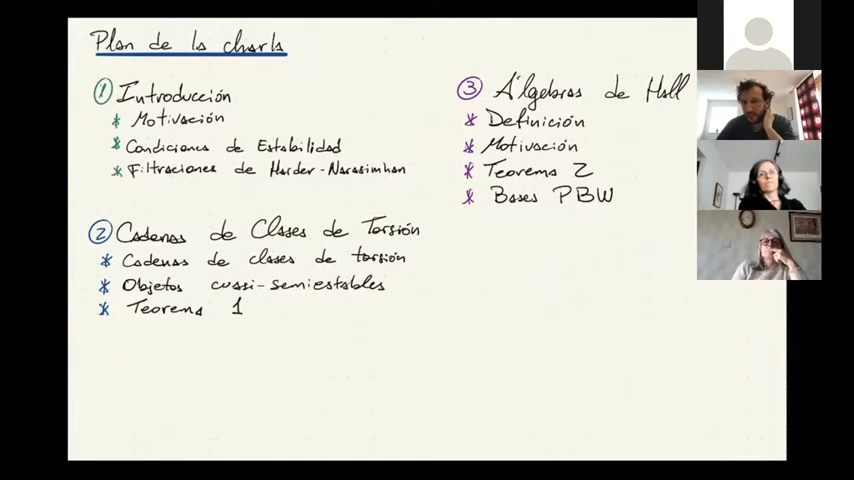 Plan de la charla
① Introducción
* Motivación
* Condiciones de Estabilidad
* Filtraciones de Harder-Narasimhan
② Cadenas de Clases de Torsión
* Cadenas de clases de torsión
* Objetos cuasi-semiestables
* Teorema 1
③ Álgebras de Hall
* Definición
* Motivación
* Teorema 2
* Bases PBW